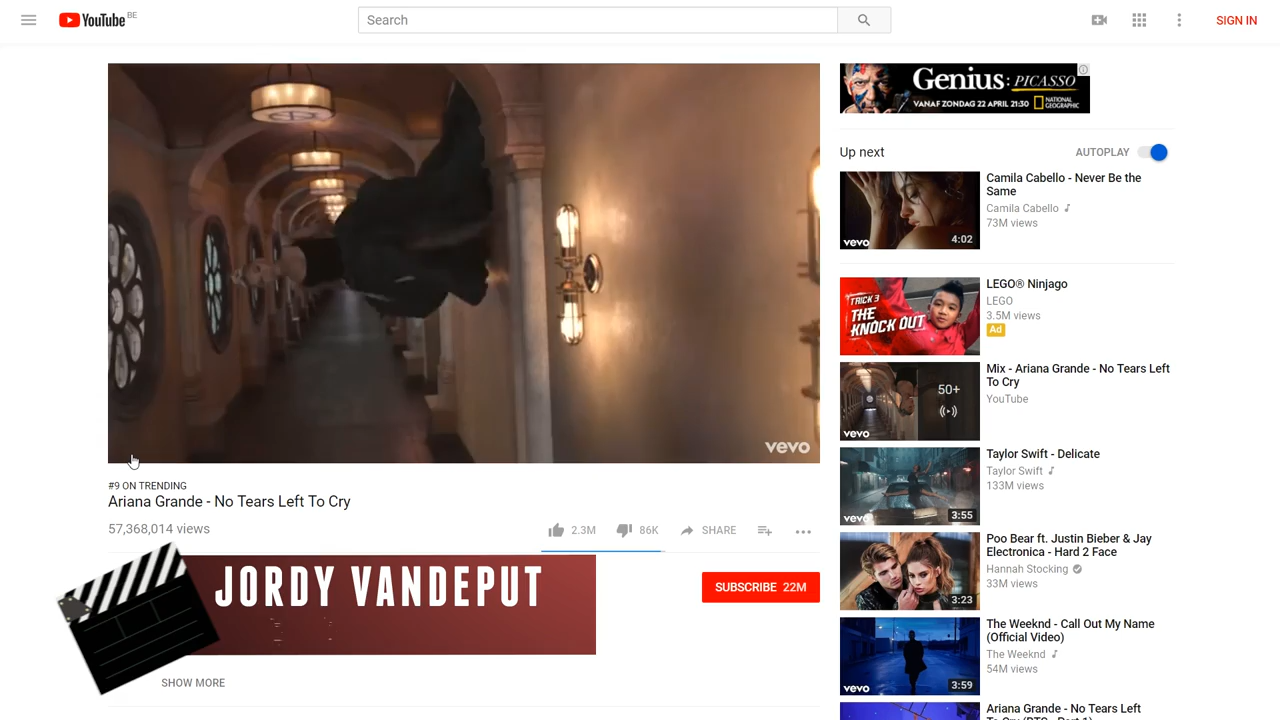 YouTube BE
Search
SIGN IN
Genius: PICASSO
VANAF ZONDAG 22 APRIL 21:30
NATIONAL GEOGRAPHIC
Up next
AUTOPLAY
Camila Cabello - Never Be the
Same
Camila Cabello
73M views
vevo
4:02
TRICK 3
THE
KNOCK OUT
LEGO® Ninjago
LEGO
3.5M views
Ad
Mix - Ariana Grande - No Tears Left
To Cry
YouTube
50+
vevo
Taylor Swift - Delicate
Taylor Swift
133M views
vevo
3:55
Poo Bear ft. Justin Bieber & Jay
Electronica - Hard 2 Face
Hannah Stocking
33M views
3:23
The Weeknd - Call Out My Name
(Official Video)
The Weeknd
54M views
vevo
3:59
Ariana Grande - No Tears Left
vevo
#9 ON TRENDING
Ariana Grande - No Tears Left To Cry
57,368,014 views
2.3M
86K
SHARE
JORDY VANDEPUT
SUBSCRIBE 22M
SHOW MORE